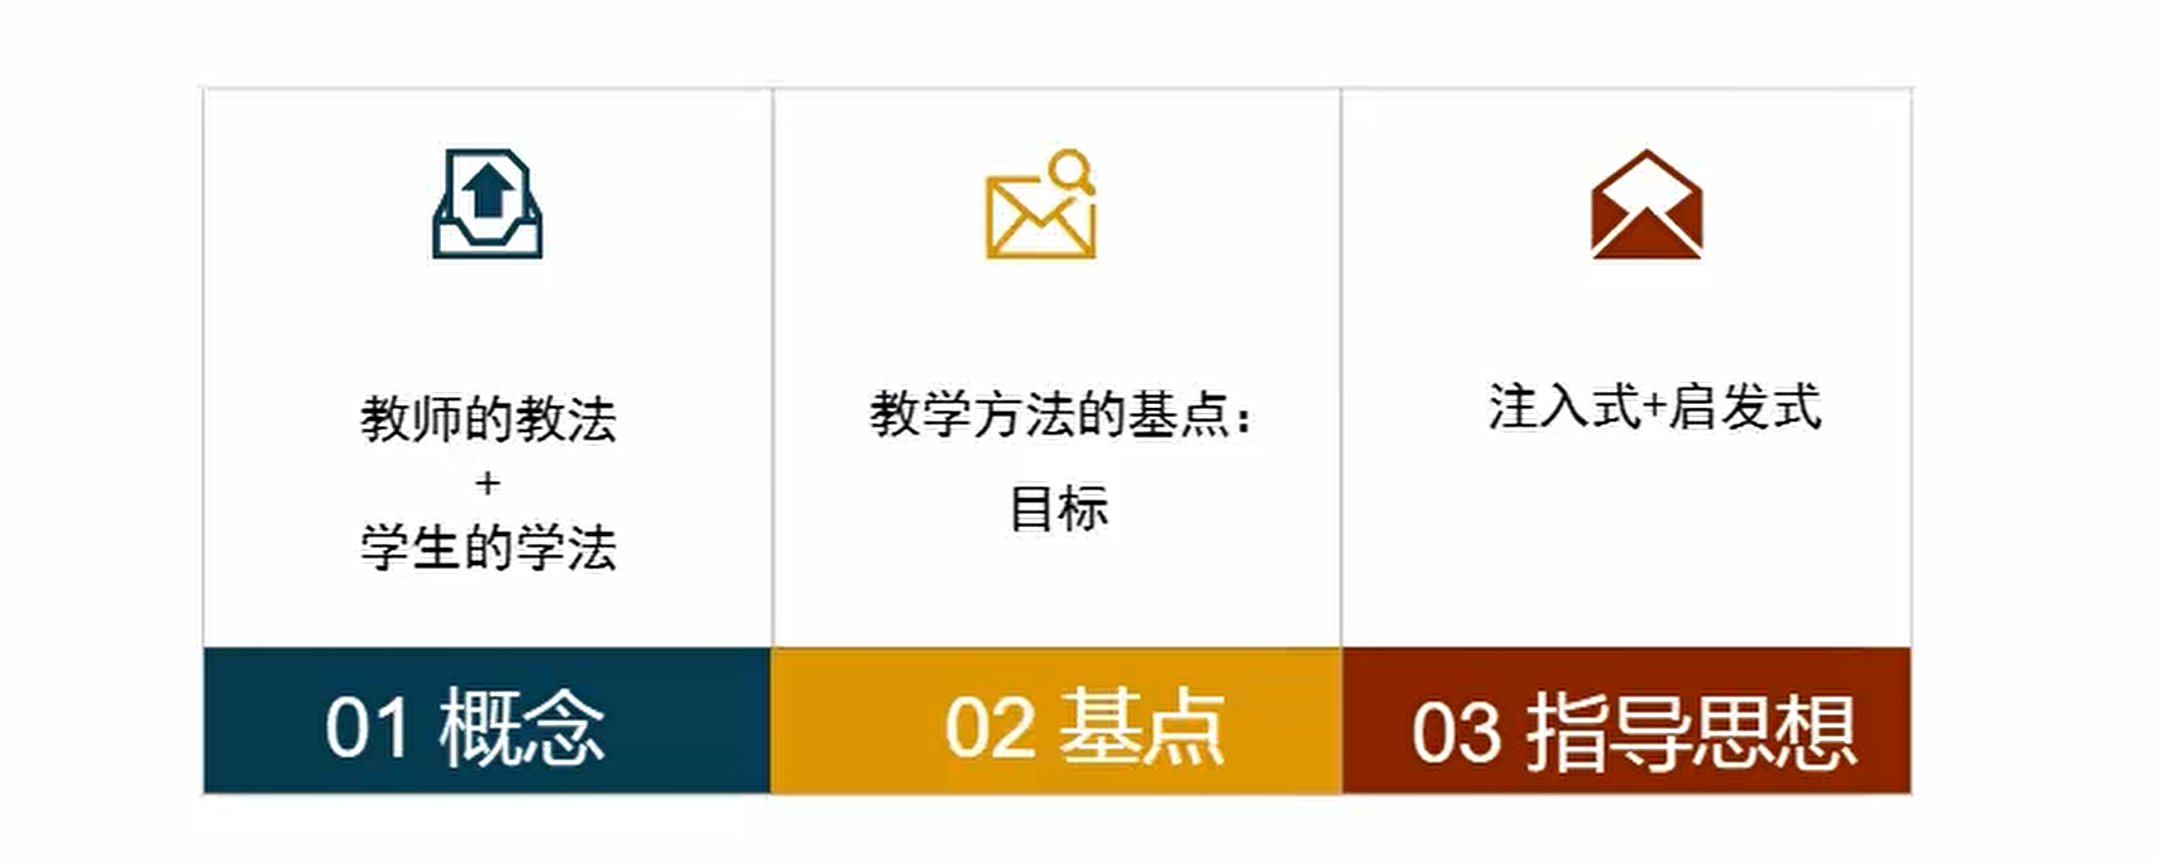 教师的教法
+
学生的学法
01 概念
教学方法的基点：
目标
02 基点
注入式+启发式
03 指导思想